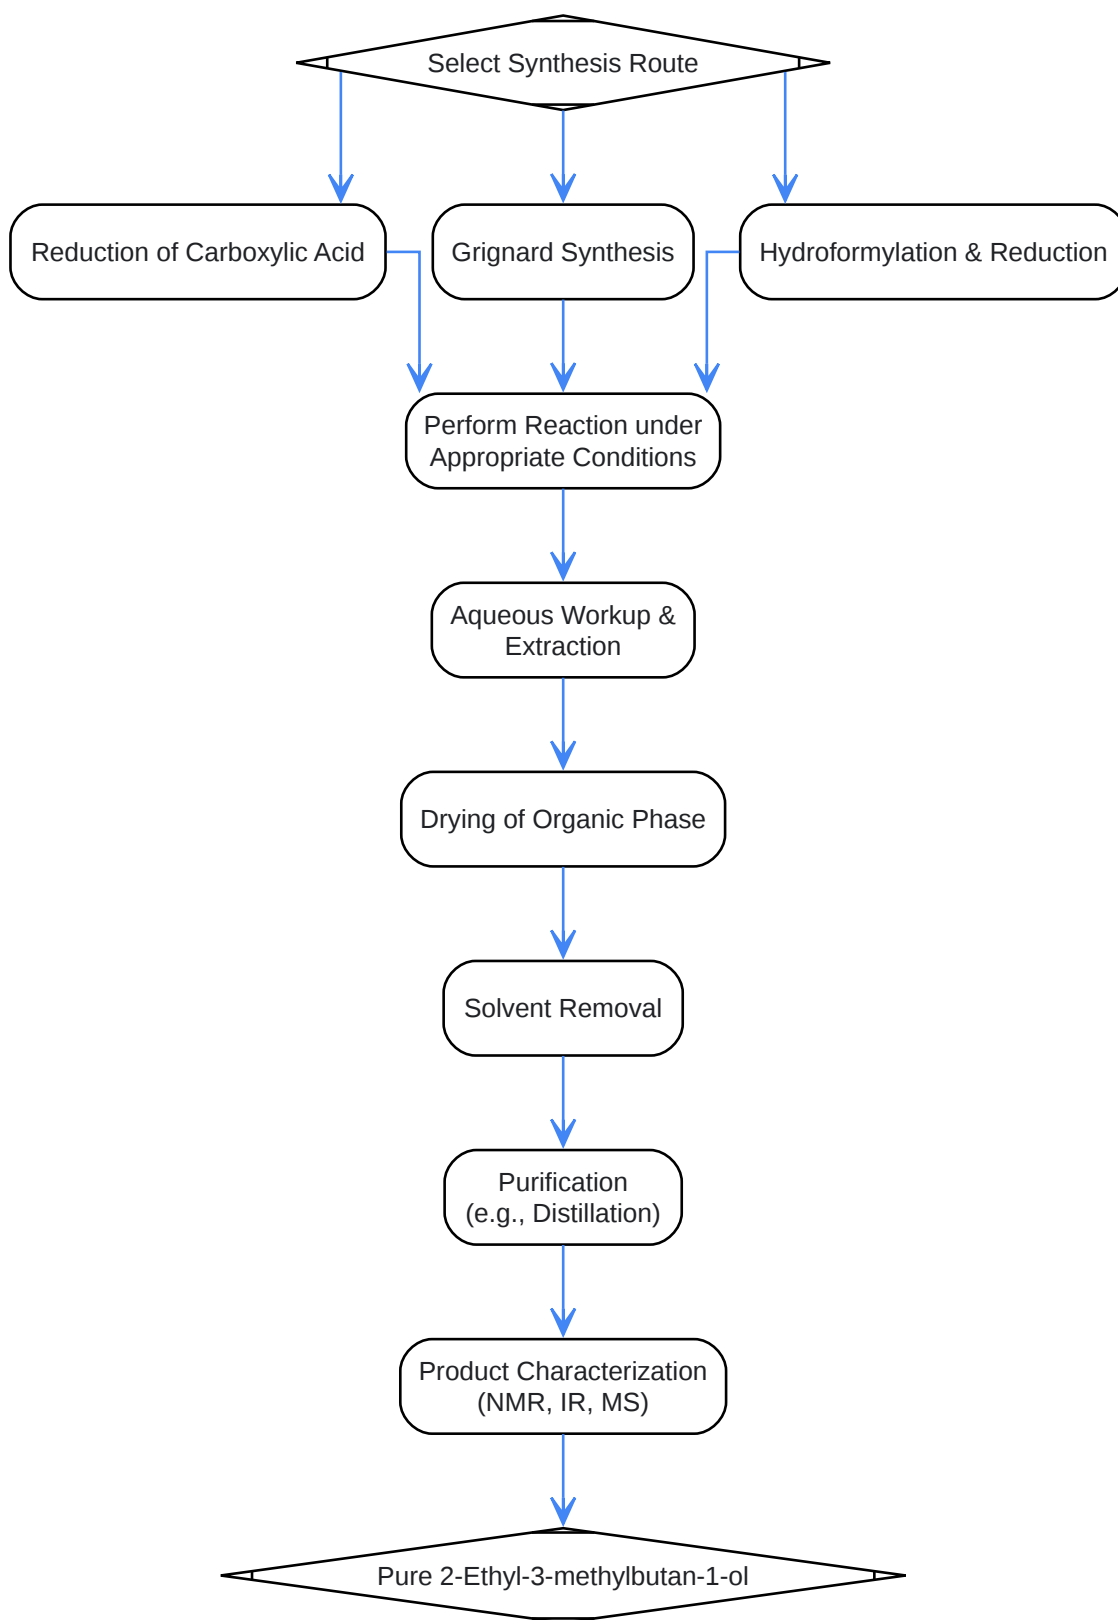 Select Synthesis Route
Reduction of Carboxylic Acid
Grignard Synthesis
Hydroformylation & Reduction
Perform Reaction under
Appropriate Conditions
Aqueous Workup &
Extraction
Drying of Organic Phase
Solvent Removal
Purification
(e.g., Distillation)
Product Characterization
(NMR, IR, MS)
Pure 2-Ethyl-3-methylbutan-1-ol